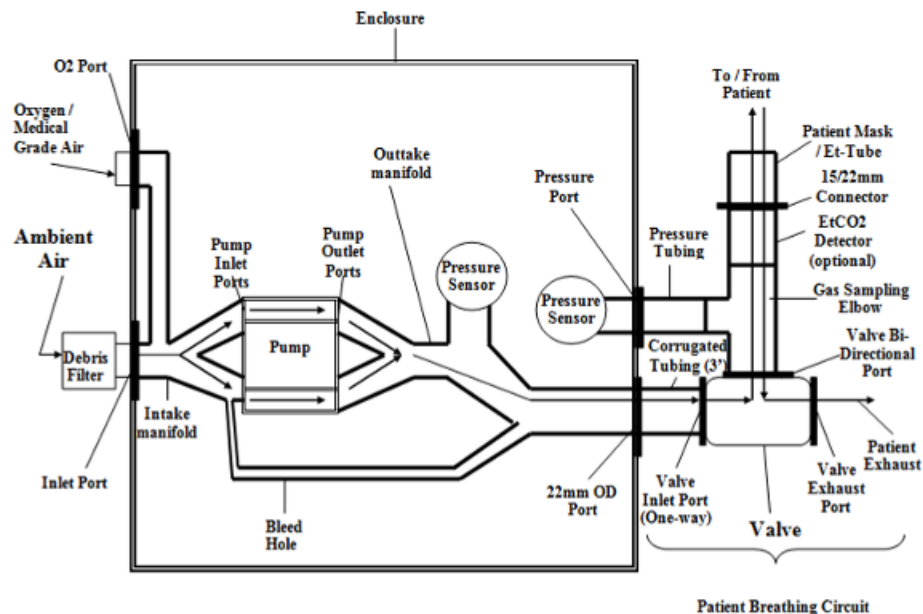 Enclosure
O2 Port
Oxygen /
Medical
Grade Air
Ambient
Air
Debris
Filter
Inlet Port
Intake
manifold
Pump
Inlet
Ports
Pump
Outlet
Ports
Pump
Bleed
Hole
Outtake
manifold
Pressure
Sensor
Pressure
Sensor
Pressure
Port
Pressure
Tubing
Corrugated
Tubing (3’)
22mm OD
Port
To / From
Patient
Patient Mask
/ Et-Tube
15/22mm
Connector
EtCO2
Detector
(optional)
Gas Sampling
Elbow
Valve Bi-
Directional
Port
Patient
Exhaust
Valve
Exhaust
Port
Valve
Inlet Port
(One-way)
Valve
Patient Breathing Circuit